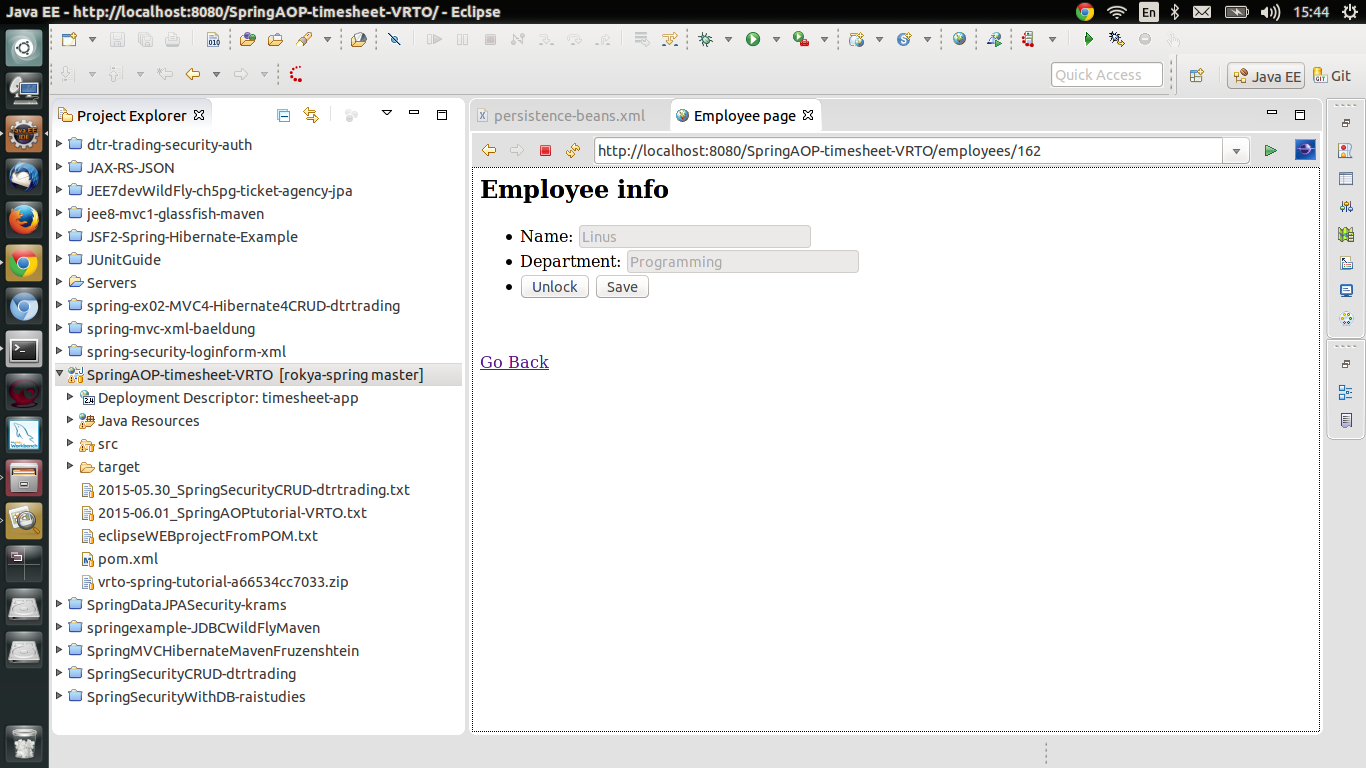 Java EE - http://localhost:8080/SpringAOP-timesheet-VRTO/ - Eclipse
En
15:44
010
Quick Access
Java EE
Git
Project Explorer
persistence-beans.xml
Employee page
http://localhost:8080/SpringAOP-timesheet-VRTO/employees/162
dtr-trading-security-auth
JAX-RS-JSON
JEE7devWildFly-ch5pg-ticket-agency-jpa
jee8-mvc1-glassfish-maven
JSF2-Spring-Hibernate-Example
JUnitGuide
Servers
spring-ex02-MVC4-Hibernate4CRUD-dtrtrading
spring-mvc-xml-baeldung
spring-security-loginform-xml
SpringAOP-timesheet-VRTO [rokya-spring master]
Deployment Descriptor: timesheet-app
Java Resources
src
target
2015-05.30_SpringSecurityCRUD-dtrtrading.txt
2015-06.01_SpringAOPtutorial-VRTO.txt
eclipseWEBprojectFromPOM.txt
pom.xml
vrto-spring-tutorial-a66534cc7033.zip
SpringDataJPASecurity-krams
springexample-JDBCWildFlyMaven
SpringMVCHibernateMavenFruzenshtein
SpringSecurityCRUD-dtrtrading
SpringSecurityWithDB-raistudies
Employee info
Name: Linus
Department: Programming
Unlock Save
Go Back